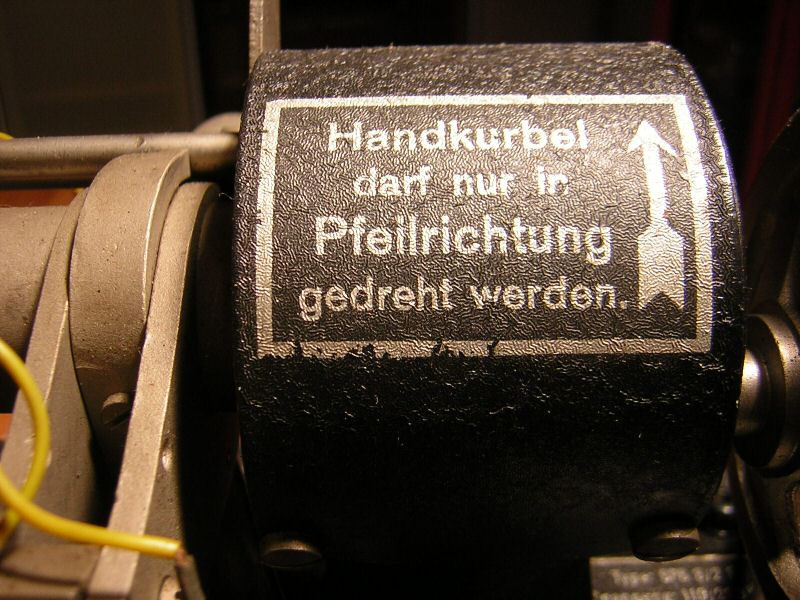 Handkurbel
darf nur in
Pfeilrichtung
gedreht werden.